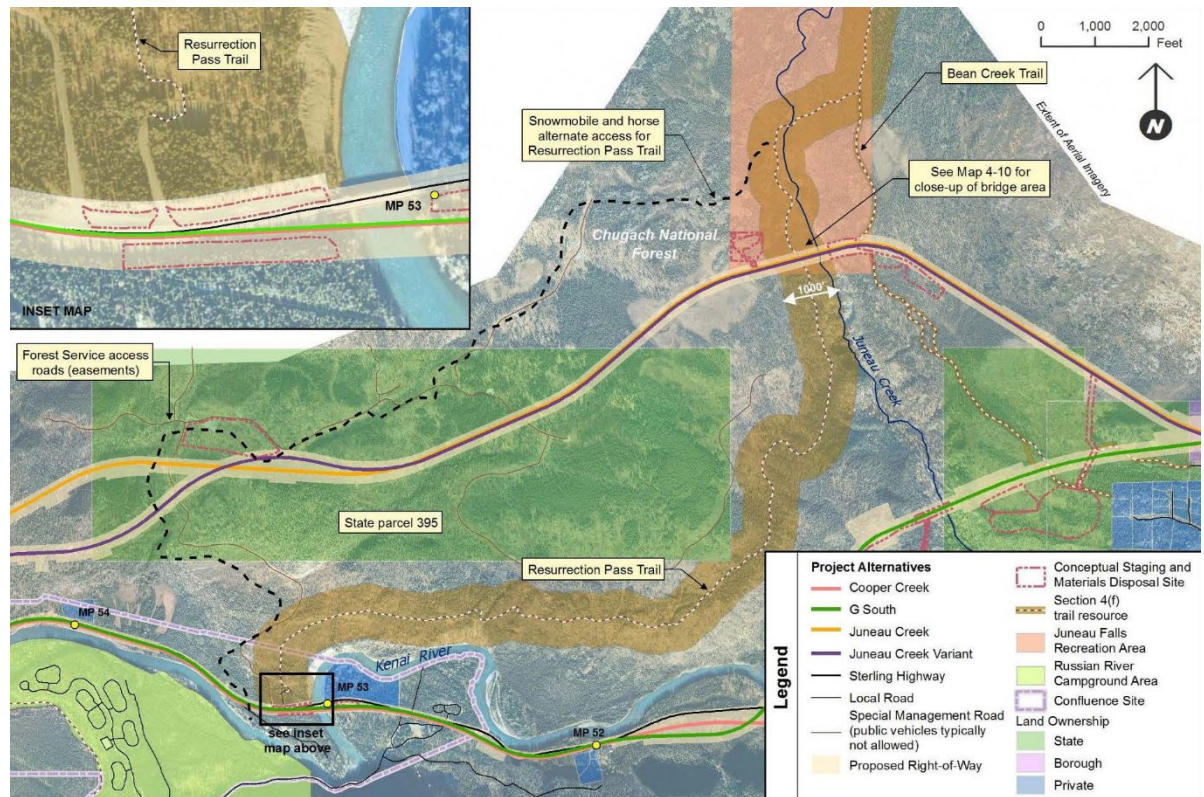 Resurrection
Pass Trail
MP 53
INSET MAP
0
1,000
2,000
Feet
N
Bean Creek Trail
Extent of Aerial Imagery
Snowmobile and horse
alternate access for
Resurrection Pass Trail
See Map 4-10 for
close-up of bridge area
Chugach National
Forest
1000'
Juneau Creek
Forest Service access
roads (easements)
State parcel 395
Resurrection Pass Trail
MP 54
Kenai River
MP 53
see inset
map above
MP 52
Legend
Project Alternatives
Cooper Creek
G South
Juneau Creek
Juneau Creek Variant
Sterling Highway
Local Road
Special Management Road
(public vehicles typically
not allowed)
Proposed Right-of-Way
Conceptual Staging and
Materials Disposal Site
Section 4(f)
trail resource
Juneau Falls
Recreation Area
Russian River
Campground Area
Confluence Site
Land Ownership
State
Borough
Private